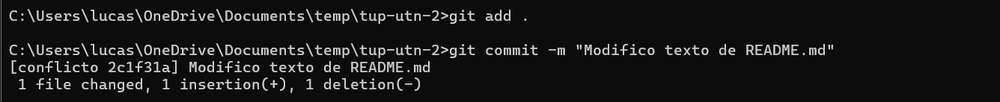 C:\Users\lucas\OneDrive\Documents\temp\tup-utn-2>git add .
C:\Users\lucas\OneDrive\Documents\temp\tup-utn-2>git commit -m "Modifico texto de README.md"
[conflicto 2c1f31a] Modifico texto de README.md
 1 file changed, 1 insertion(+), 1 deletion(-)